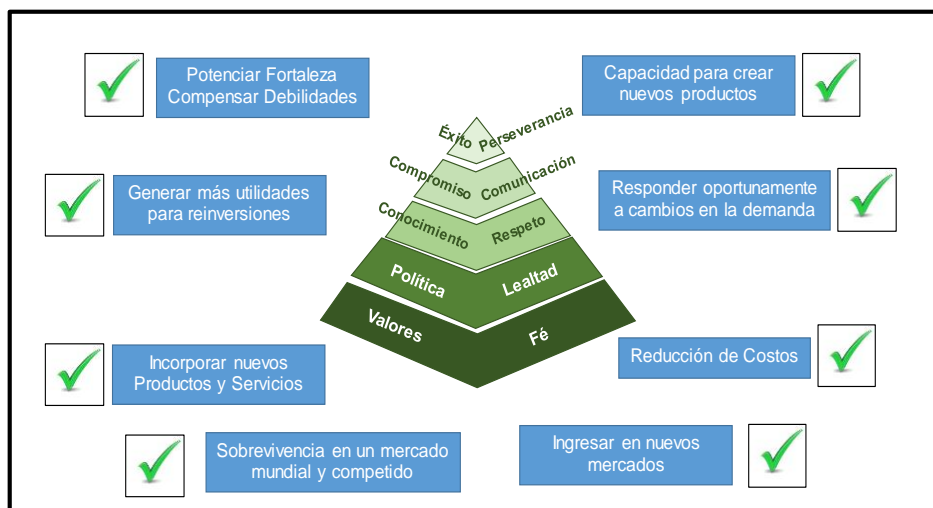 Potenciar Fortaleza
Compensar Debilidades
Capacidad para crear
nuevos productos
Éxito
Perseverancia
Compromiso
Comunicación
Generar más utilidades
para reinversiones
Responder oportunamente
a cambios en la demanda
Conocimiento
Respeto
Política
Lealtad
Valores
Fé
Incorporar nuevos
Productos y Servicios
Reducción de Costos
Sobrevivencia en un mercado
mundial y competido
Ingresar en nuevos
mercados